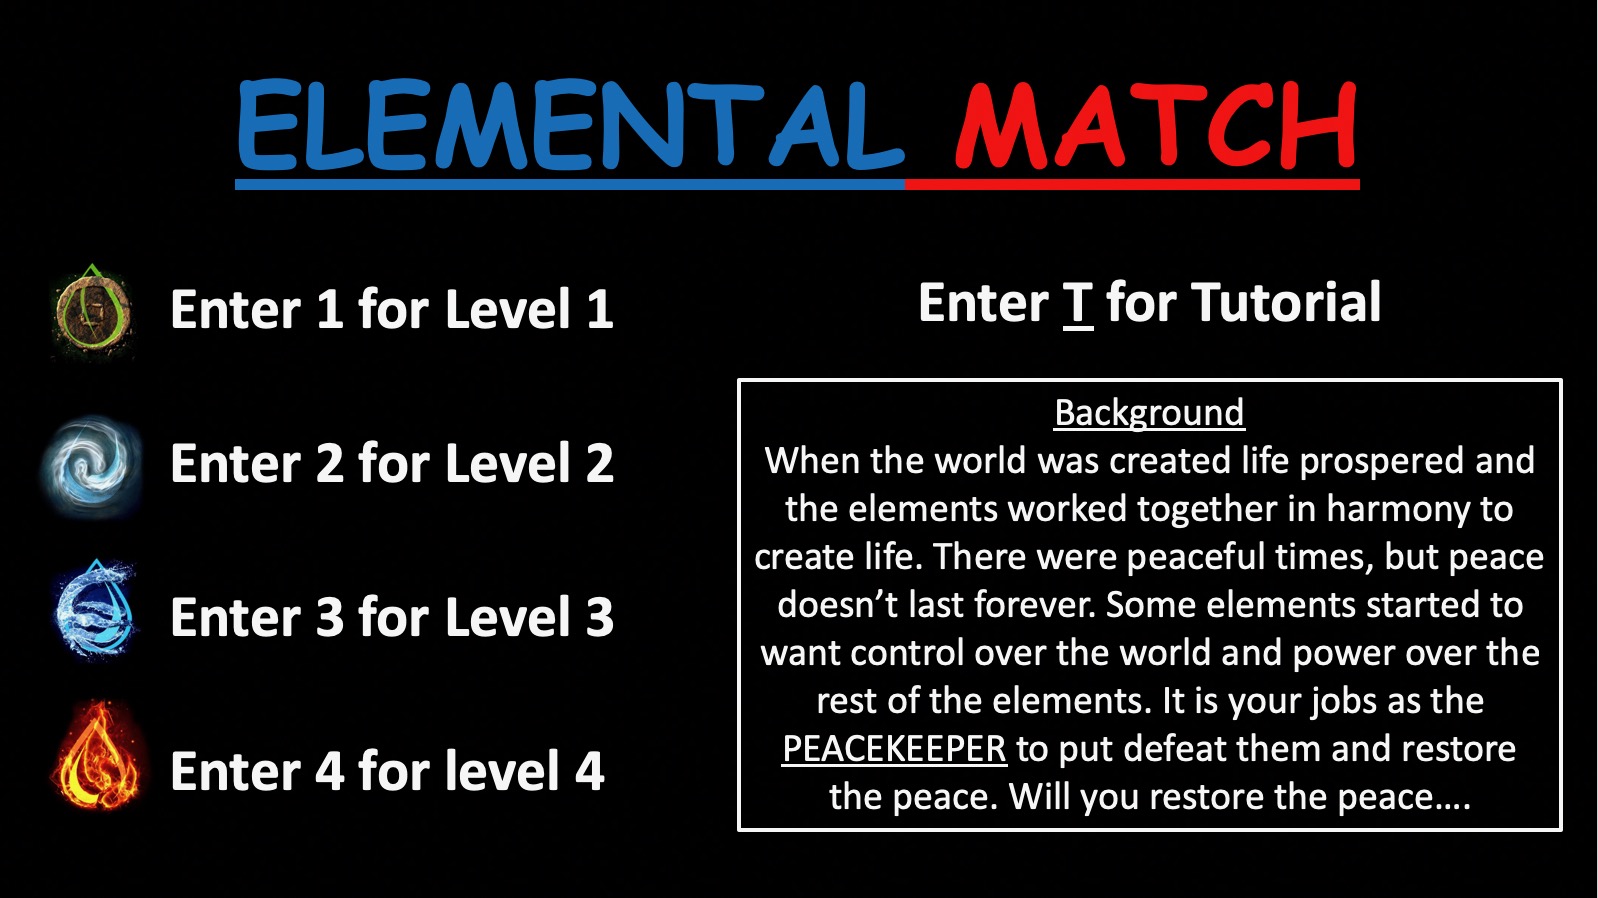 ELEMENTAL MATCH
Enter 1 for Level 1
Enter 2 for Level 2
Enter 3 for Level 3
Enter 4 for level 4
Enter T for Tutorial
Background
When the world was created life prospered and
the elements worked together in harmony to
create life. There were peaceful times, but peace
doesn’t last forever. Some elements started to
want control over the world and power over the
rest of the elements. It is your jobs as the
PEACEKEEPER to put defeat them and restore
the peace. Will you restore the peace….